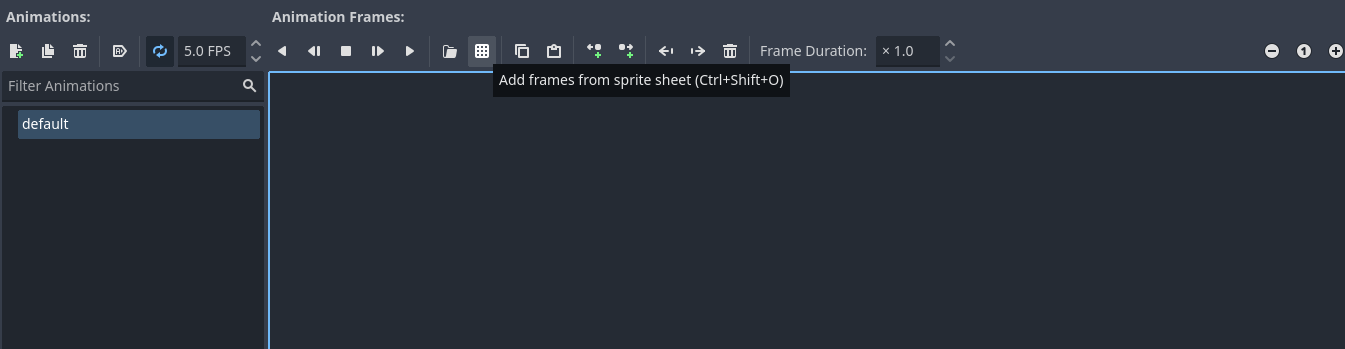 Animations:
Animation Frames:
5.0 FPS
Frame Duration:
× 1.0
1
Add frames from sprite sheet (Ctrl+Shift+O)
Filter Animations
default